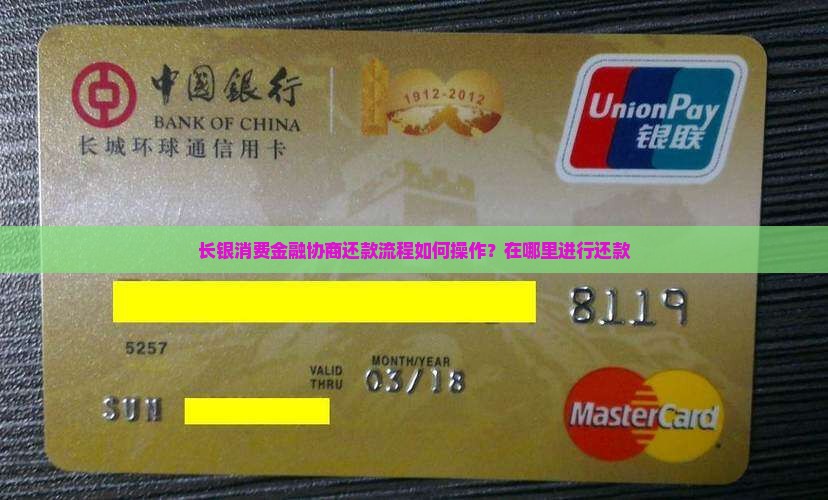 中国銀行
BANK OF CHINA
长城环球通信用卡
1912-2012
UnionPay
银联
长银消费金融协商还款流程如何操作？在哪里进行还款
8119
5257
VALID
THRU
MONTH/YEAR
03/18
SUN
MasterCard